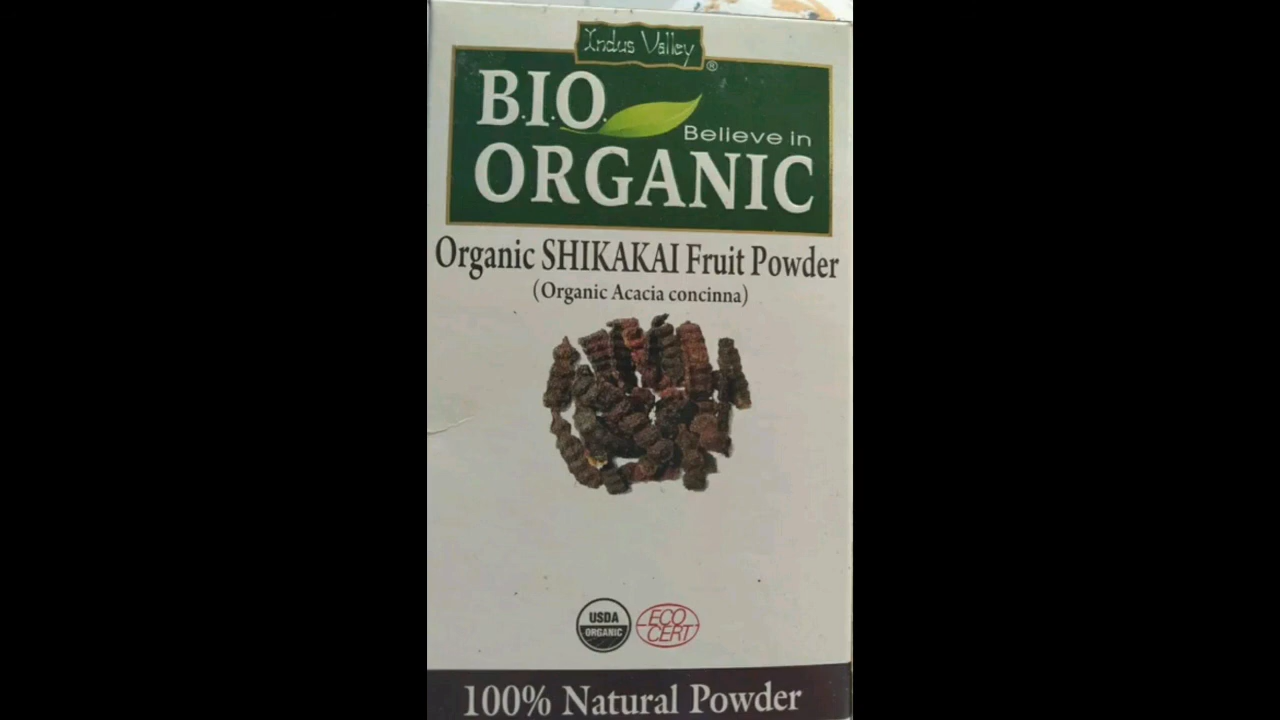 Indus Valley
®
B.I.O.
Believe in
ORGANIC
Organic SHIKAKAI Fruit Powder
(Organic Acacia concinna)
USDA
ORGANIC
ECO
CERT
100% Natural Powder